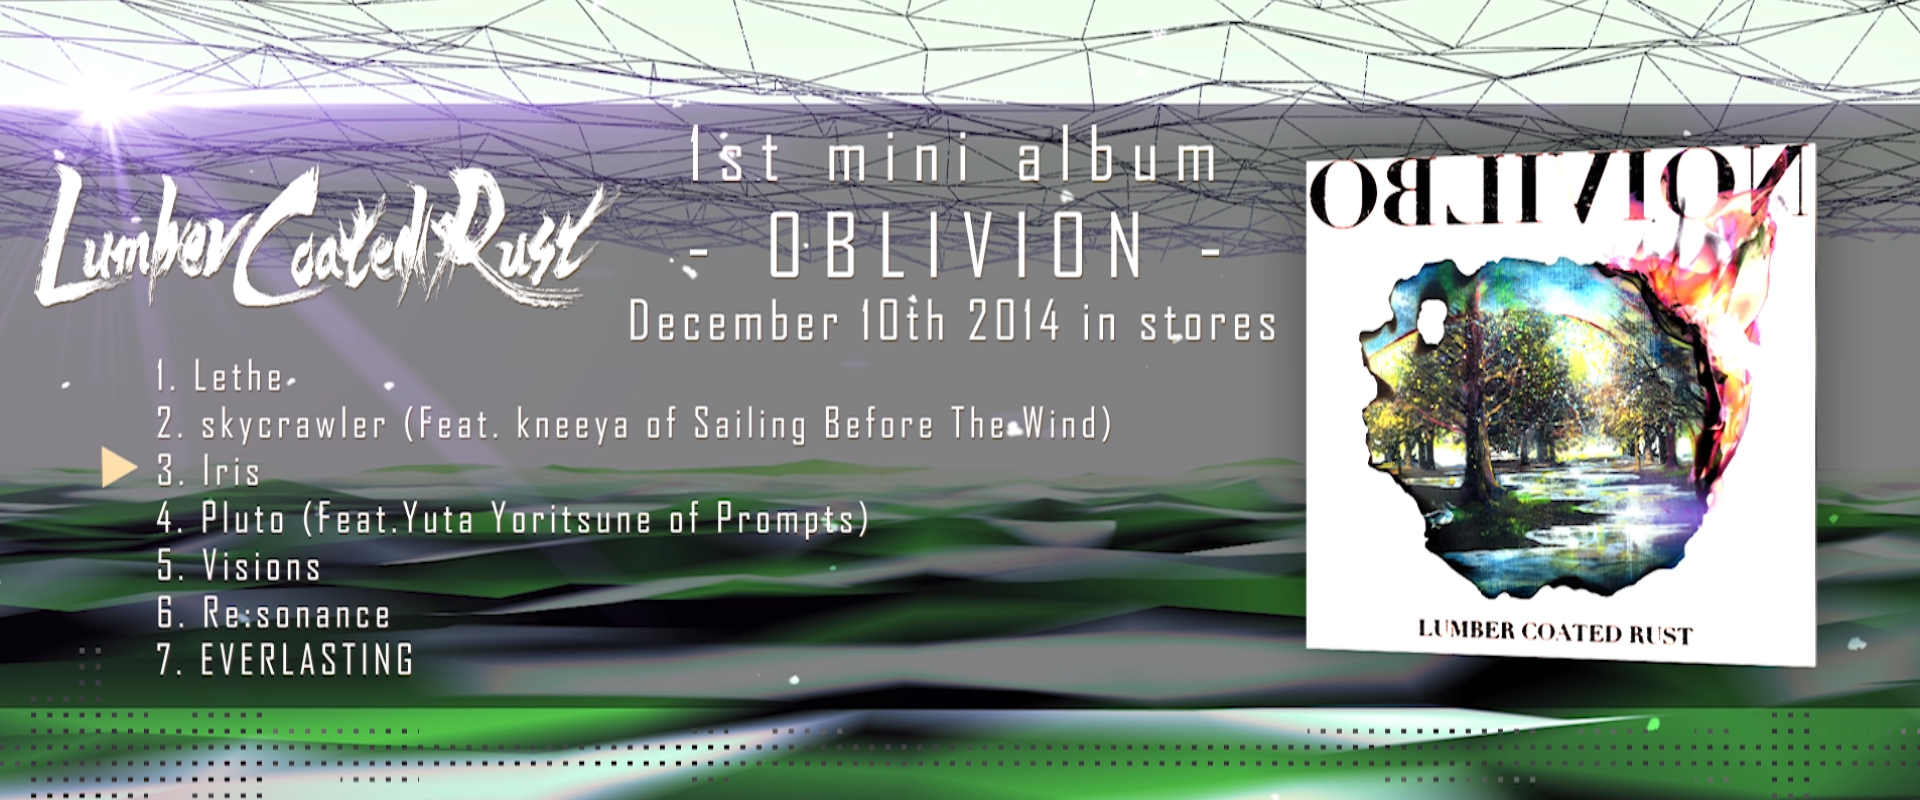 Lumber Coated Rust
1st mini album
- OBLIVION -
December 10th 2014 in stores
1. Lethe
2. skycrawler (Feat. kneeya of Sailing Before The Wind)
3. Iris
4. Pluto (Feat.Yuta Yoritsune of Prompts)
5. Visions
6. Re:sonance
7. EVERLASTING
OBLIVION
LUMBER COATED RUST